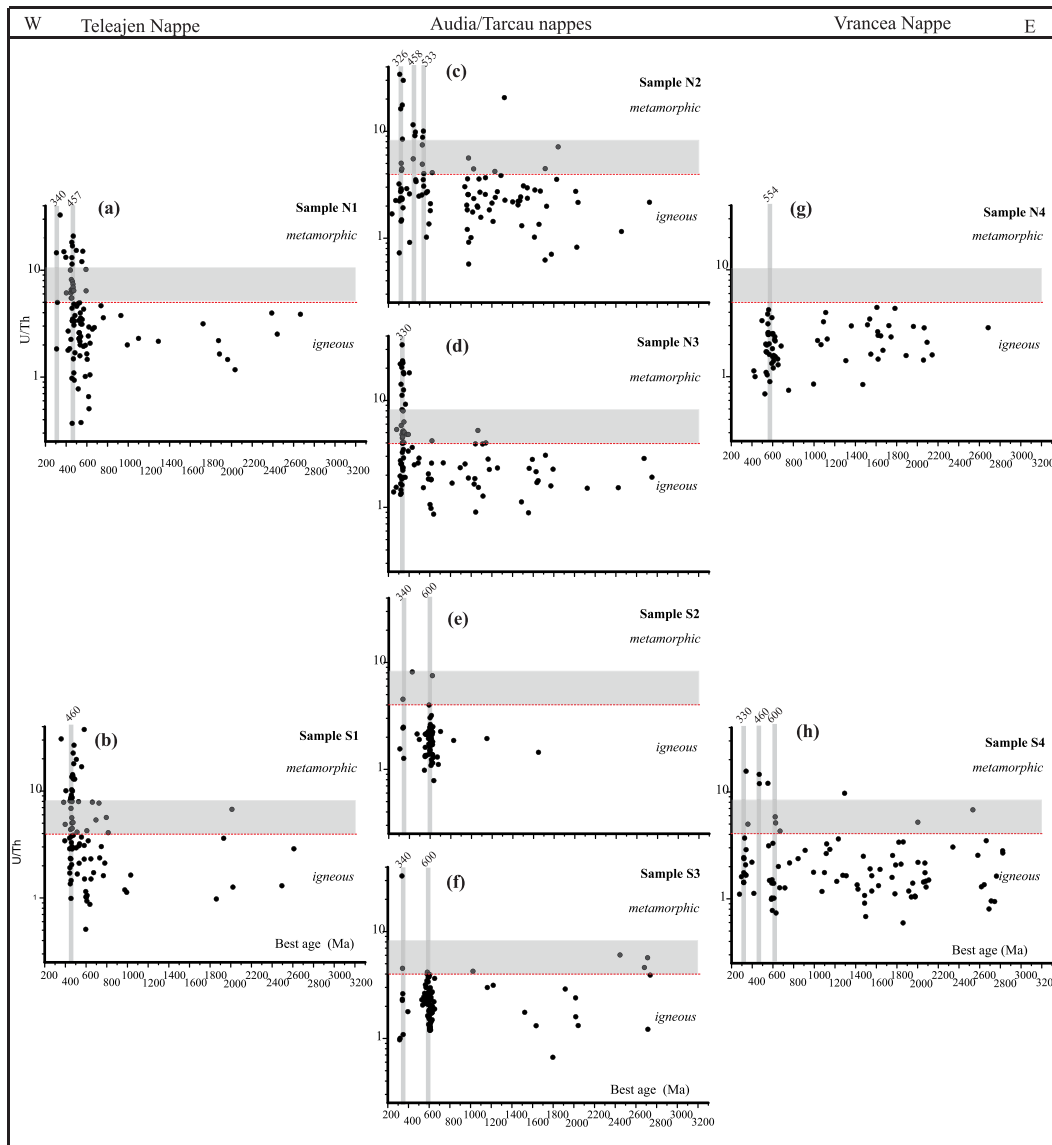 W Teleajen Nappe Audia/Tarcau nappes Vrancea Nappe E
326 458 533
(c)
Sample N2
metamorphic
10
igneous
1
340 457
(a)
Sample N1
metamorphic
10
U/Th
igneous
1
200 400 600 800 1000 1200 1400 1600 1800 2000 2200 2400 2600 2800 3000 3200
554
(g)
Sample N4
metamorphic
10
igneous
1
200 400 600 800 1000 1200 1400 1600 1800 2000 2200 2400 2600 2800 3000 3200
330
(d)
Sample N3
metamorphic
10
igneous
1
340 600
(e)
Sample S2
metamorphic
10
igneous
1
460
(b)
Sample S1
metamorphic
10
U/Th
igneous
1
Best age (Ma)
200 400 600 800 1000 1200 1400 1600 1800 2000 2200 2400 2600 2800 3000 3200
330 460 600
(h)
Sample S4
metamorphic
10
igneous
1
Best age (Ma)
200 400 600 800 1000 1200 1400 1600 1800 2000 2200 2400 2600 2800 3000 3200
340 600
(f)
Sample S3
metamorphic
10
igneous
1
Best age (Ma)
200 400 600 800 1000 1200 1400 1600 1800 2000 2200 2400 2600 2800 3000 3200